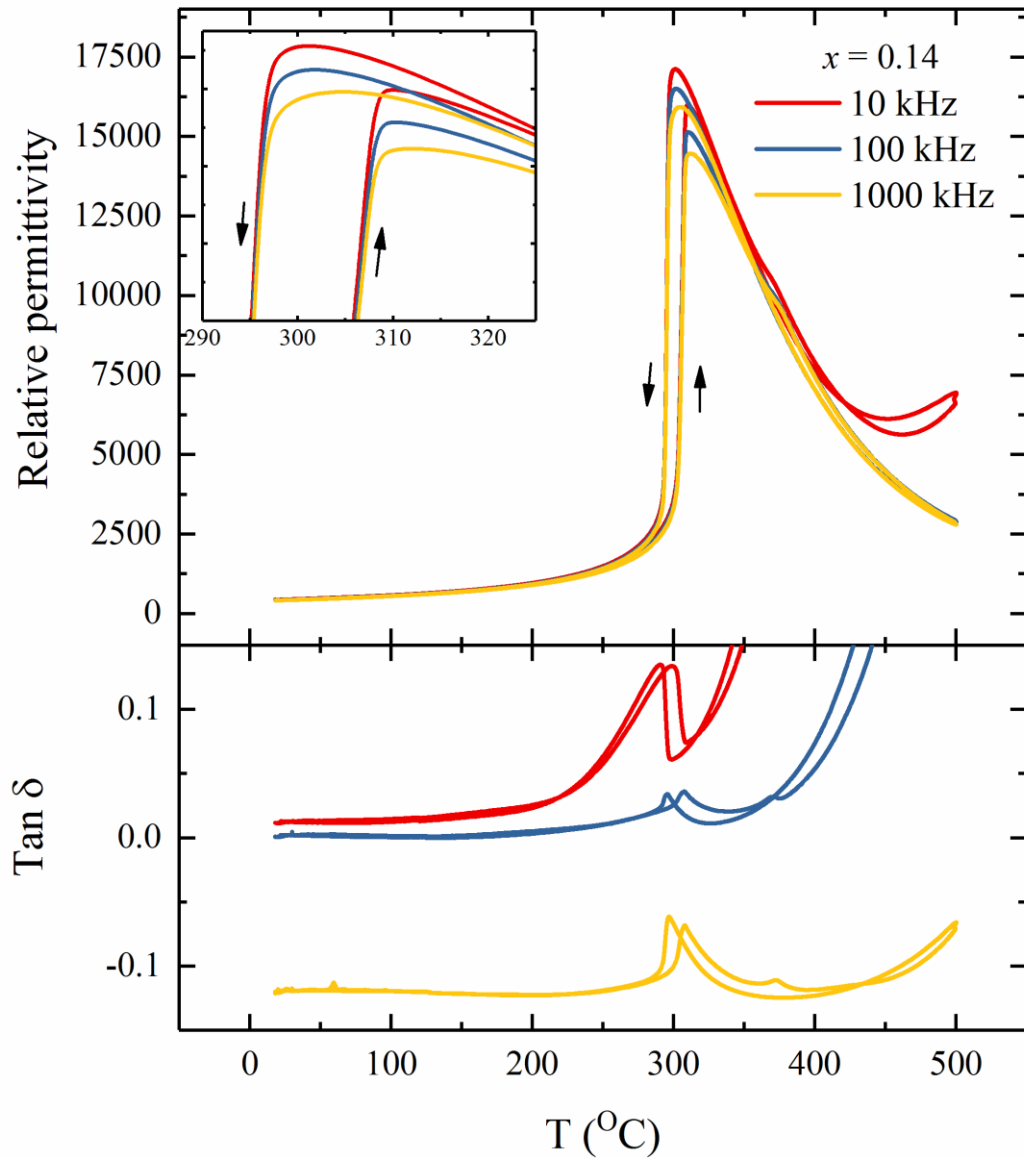 17500
15000
12500
10000
7500
5000
2500
0
Relative permittivity
290 300 310 320
x = 0.14
10 kHz
100 kHz
1000 kHz
0.1
0.0
-0.1
Tan δ
0 100 200 300 400 500
T (ᴼC)